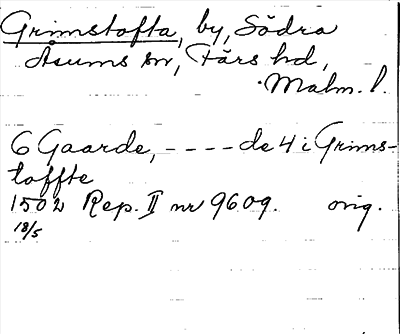 Grimstofta, by, Södra
Åsums sn, Färs hd,
Malm. l.
6 Gaarde, ---- de 4 i Grims-
toffte
1502 Rep. II nr 9609. orig.
18/5